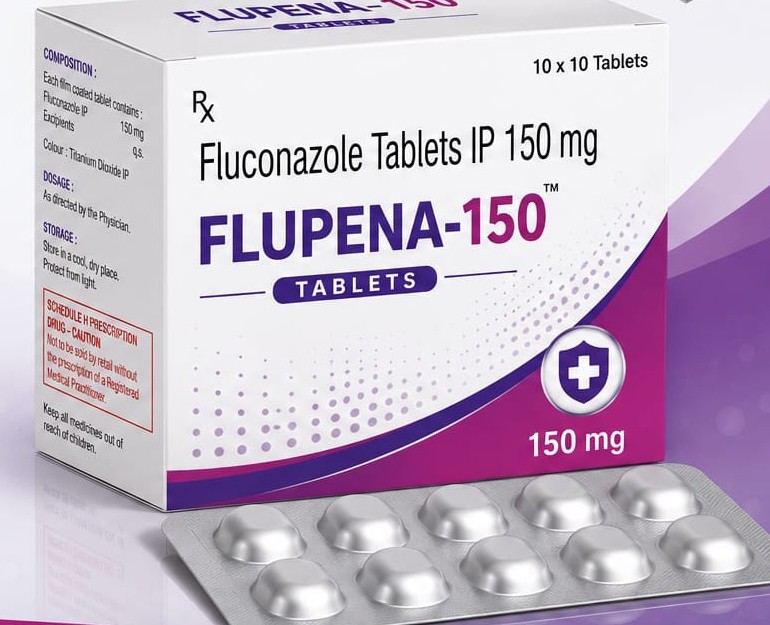 FLUPENA-150
TABLETS
COMPOSITION :
Each film coated tablet contains :
Fluconazole IP 150 mg
Excipients q.s.
Colour : Titanium Dioxide IP
DOSAGE :
As directed by the Physician.
STORAGE :
Store in a cool, dry place.
Protect from light.
SCHEDULE H PRESCRIPTION
DRUG - CAUTION
Not to be sold by retail without
the prescription of a Registered
Medical Practitioner.
Keep all medicines out of
reach of children.
10 x 10 Tablets
Rx
Fluconazole Tablets IP 150 mg
FLUPENA-150™
TABLETS
150 mg